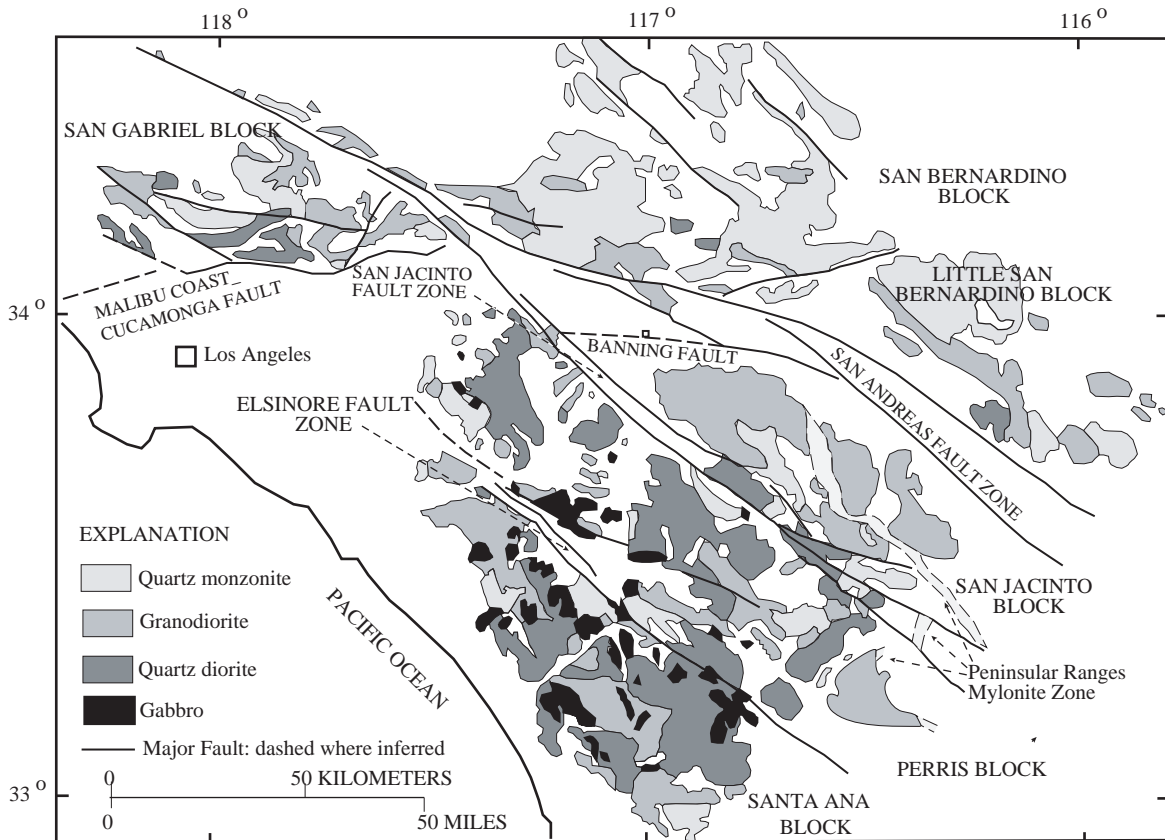 118 o
117 o
116 o
SAN GABRIEL BLOCK
SAN BERNARDINO
BLOCK
SAN JACINTO
FAULT ZONE
LITTLE SAN
BERNARDINO BLOCK
MALIBU COAST
CUCAMONGA FAULT
34 o
Los Angeles
BANNING FAULT
SAN ANDREAS FAULT ZONE
ELSINORE FAULT
ZONE
EXPLANATION
Quartz monzonite
Granodiorite
Quartz diorite
Gabbro
Major Fault: dashed where inferred
PACIFIC OCEAN
SAN JACINTO
BLOCK
Peninsular Ranges
Mylonite Zone
PERRIS BLOCK
0 50 KILOMETERS
33 o
0 50 MILES
SANTA ANA
BLOCK